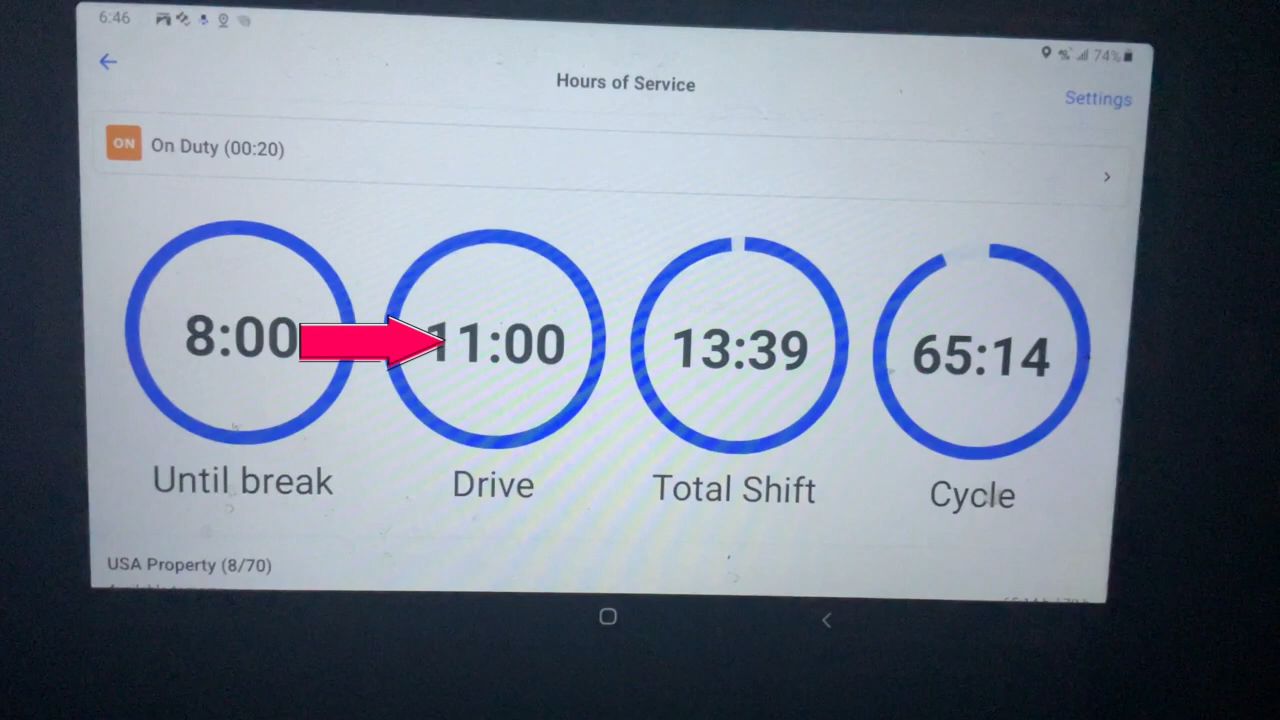 6:46
74%
Hours of Service
Settings
ON On Duty (00:20)
8:00 11:00 13:39 65:14
Until break Drive Total Shift Cycle
USA Property (8/70)